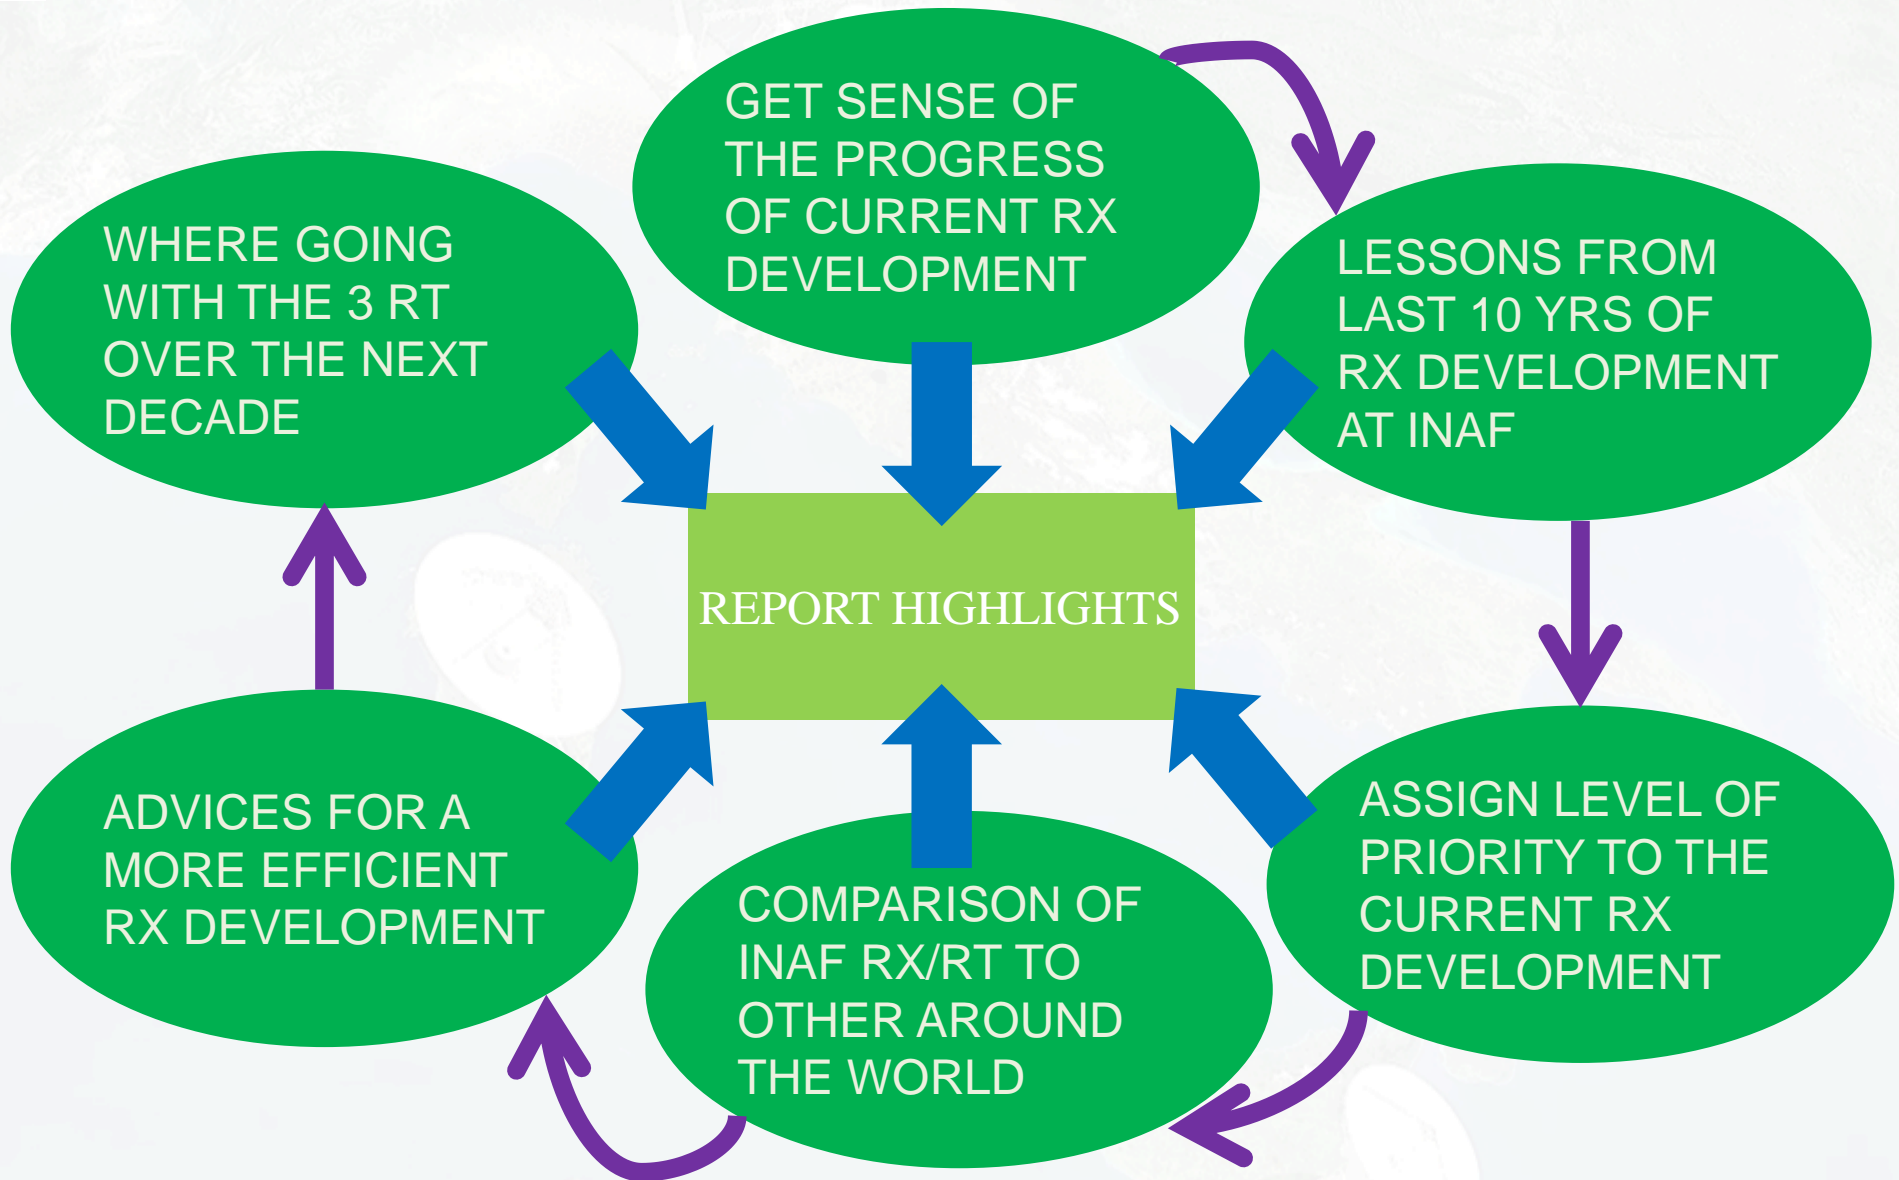 GET SENSE OF
THE PROGRESS
OF CURRENT RX
DEVELOPMENT
LESSONS FROM
LAST 10 YRS OF
RX DEVELOPMENT
AT INAF
ASSIGN LEVEL OF
PRIORITY TO THE
CURRENT RX
DEVELOPMENT
COMPARISON OF
INAF RX/RT TO
OTHER AROUND
THE WORLD
ADVICES FOR A
MORE EFFICIENT
RX DEVELOPMENT
WHERE GOING
WITH THE 3 RT
OVER THE NEXT
DECADE
REPORT HIGHLIGHTS